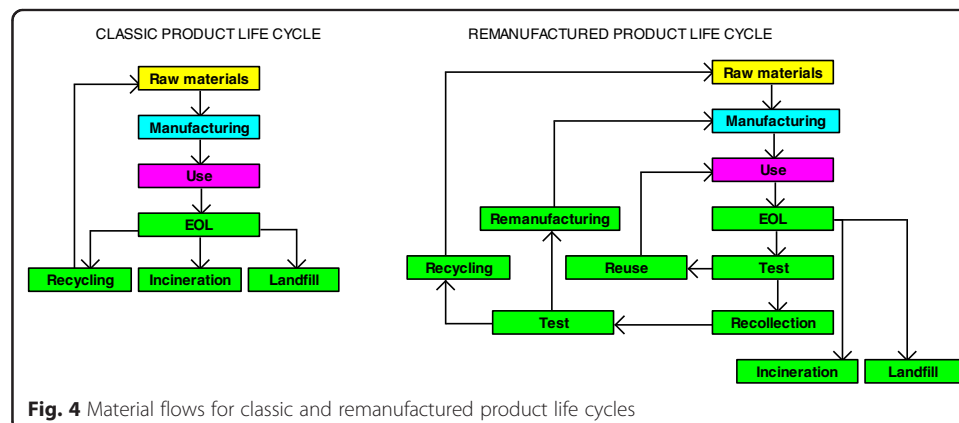 CLASSIC PRODUCT LIFE CYCLE
Raw materials
Manufacturing
Use
EOL
Recycling
Incineration
Landfill
REMANUFACTURED PRODUCT LIFE CYCLE
Raw materials
Manufacturing
Use
Remanufacturing
EOL
Recycling
Reuse
Test
Test
Recollection
Incineration
Landfill
Fig. 4 Material flows for classic and remanufactured product life cycles